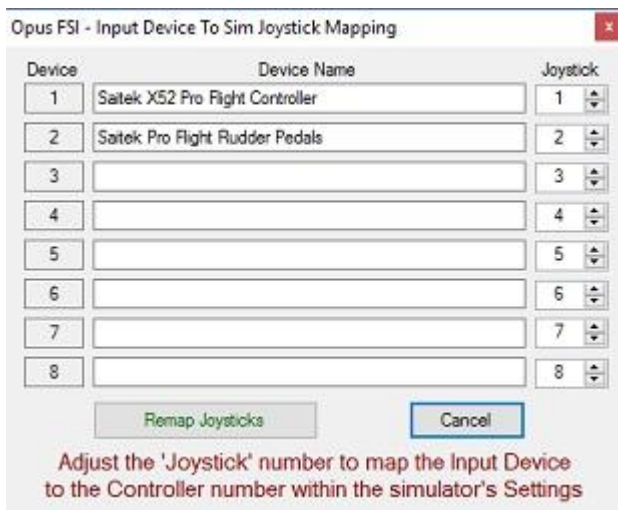 Opus FSI - Input Device To Sim Joystick Mapping x
Device Device Name Joystick
1 Saitek X52 Pro Flight Controller 1
2 Saitek Pro Flight Rudder Pedals 2
3 3
4 4
5 5
6 6
7 7
8 8
Remap Joysticks Cancel
Adjust the 'Joystick' number to map the Input Device
to the Controller number within the simulator's Settings